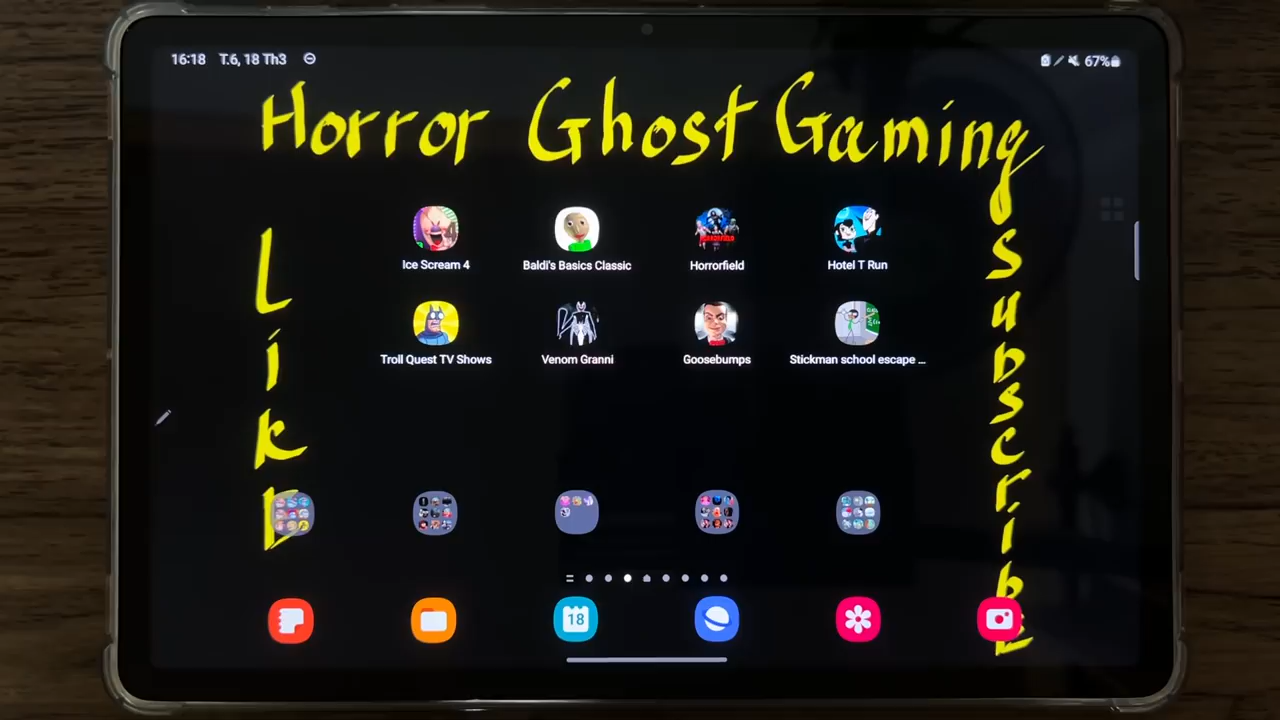 16:18 T.6, 18 Th3
67%
Horror Ghost Gaming
Like
Subscribe
Ice Scream 4
Baldi's Basics Classic
Horrorfield
Hotel T Run
Troll Quest TV Shows
Venom Granni
Goosebumps
Stickman school escape ...
18